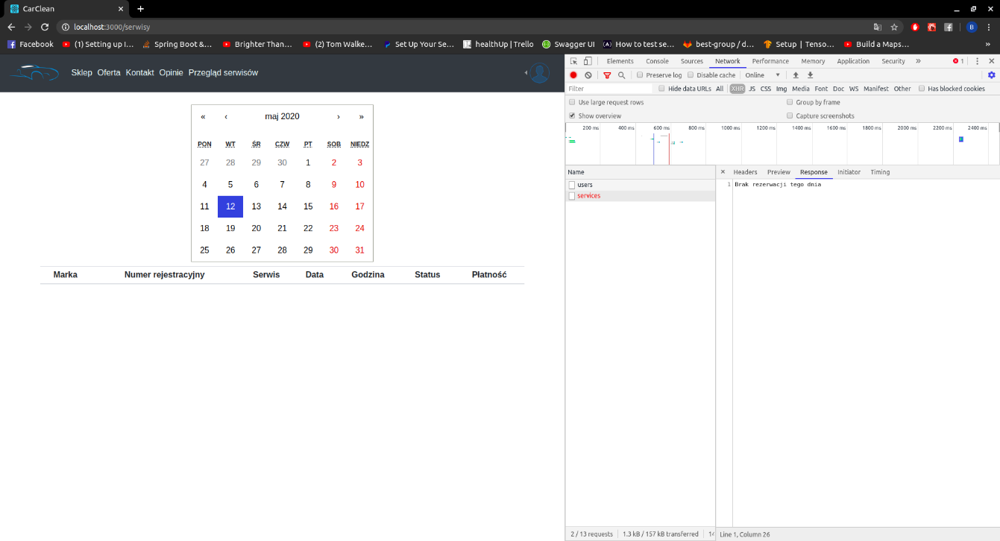 CarClean
localhost:3000/serwisy
B
Facebook
(1) Setting up I…
Spring Boot &…
Brighter Than…
(2) Tom Walke…
Set Up Your Se…
healthUp | Trello
Swagger UI
How to test se…
best-group / d…
Setup | Tenso…
Build a Maps…
»
Sklep Oferta Kontakt Opinie Przegląd serwisów
« ‹ maj 2020 › »
PON WT ŚR CZW PT SOB NIEDZ
27 28 29 30 1 2 3
4 5 6 7 8 9 10
11 12 13 14 15 16 17
18 19 20 21 22 23 24
25 26 27 28 29 30 31
Marka Numer rejestracyjny Serwis Data Godzina Status Płatność
Elements Console Sources Network Performance Memory Application Security » 1
Preserve log Disable cache Online
Filter Hide data URLs All XHR JS CSS Img Media Font Doc WS Manifest Other Has blocked cookies
Use large request rows Group by frame
Show overview Capture screenshots
200 ms 400 ms 600 ms 800 ms 1000 ms 1200 ms 1400 ms 1600 ms 1800 ms 2000 ms 2200 ms 2400 ms
Name
users
services
Headers Preview Response Initiator Timing
1 Brak rezerwacji tego dnia
2 / 13 requests 1.3 kB / 157 kB transferred
Line 1, Column 26